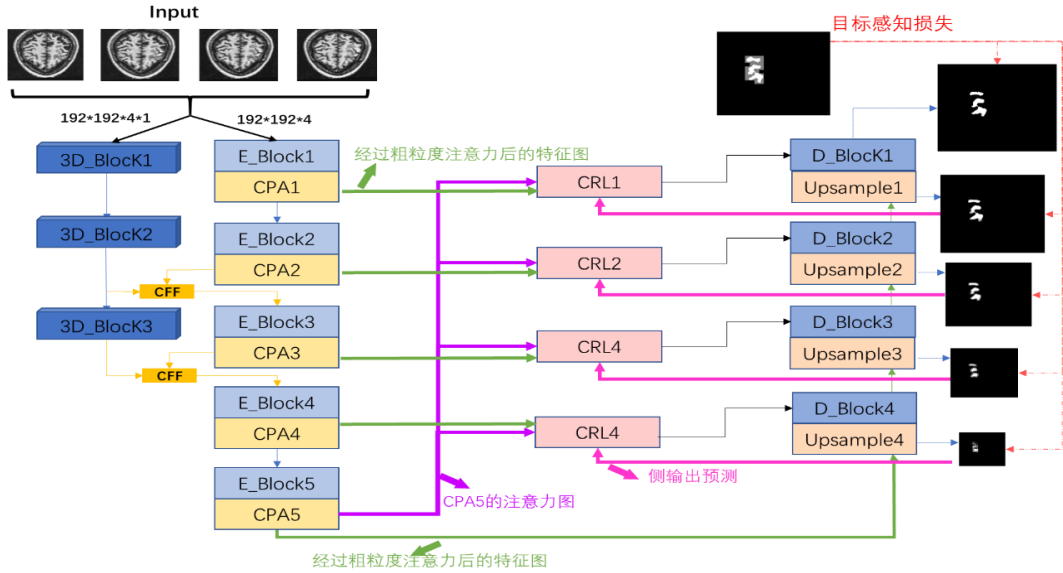 Input
目标感知损失
192*192*4*1
192*192*4
3D_BlocK1
E_Block1
CPA1
经过粗粒度注意力后的特征图
CRL1
D_BlocK1
Upsample1
3D_BlocK2
E_Block2
CPA2
CFF
CRL2
D_Block2
Upsample2
3D_BlocK3
E_Block3
CPA3
CFF
CRL4
D_Block3
Upsample3
E_Block4
CPA4
CRL4
D_Block4
Upsample4
E_Block5
CPA5
CPA5的注意力图
侧输出预测
经过粗粒度注意力后的特征图